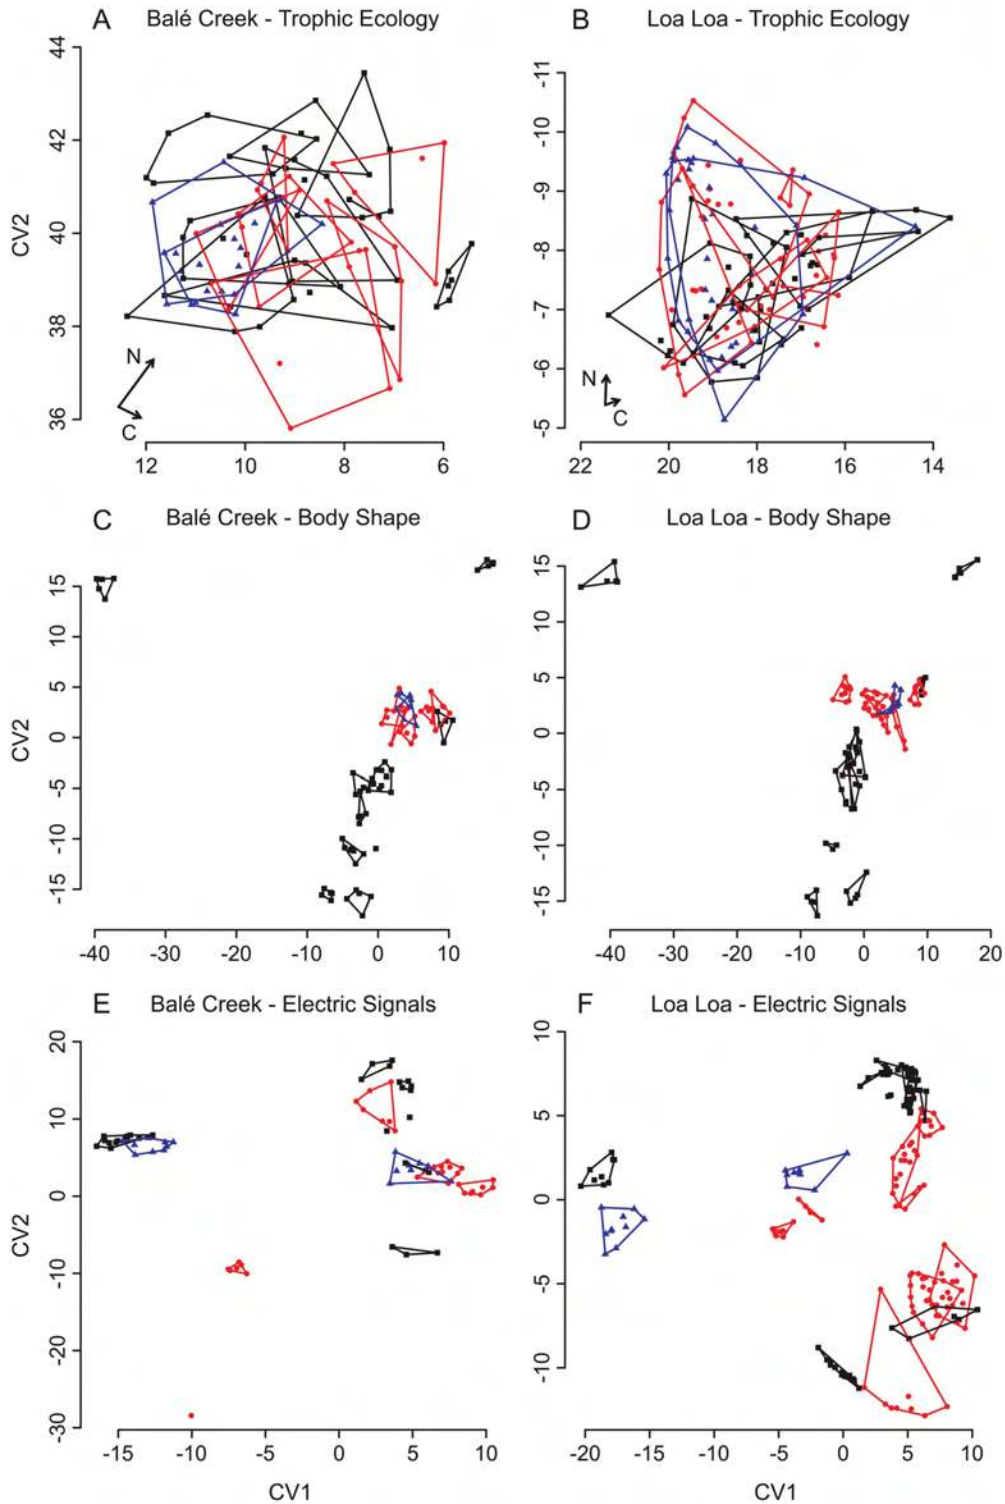 A Balé Creek - Trophic Ecology
B Loa Loa - Trophic Ecology
CV2
44
42
40
38
36
N
C
12 10 8 6
-11
-10
-9
-8
-7
-6
-5
N
C
22 20 18 16 14
C Balé Creek - Body Shape
D Loa Loa - Body Shape
CV2
15
10
5
0
-5
-10
-15
-40 -30 -20 -10 0 10
15
10
5
0
-5
-10
-15
-40 -30 -20 -10 0 10 20
E Balé Creek - Electric Signals
F Loa Loa - Electric Signals
CV2
20
10
0
-10
-20
-30
-15 -10 -5 0 5 10
CV1
10
5
0
-5
-10
-20 -15 -10 -5 0 5 10
CV1